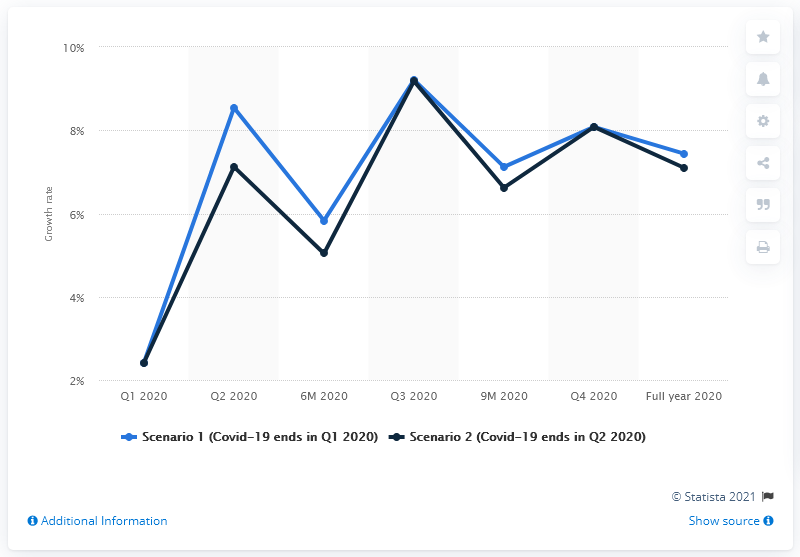 10%
8%
6%
4%
2%
Growth rate
Q1 2020 Q2 2020 6M 2020 Q3 2020 9M 2020 Q4 2020 Full year 2020
Scenario 1 (Covid-19 ends in Q1 2020) Scenario 2 (Covid-19 ends in Q2 2020)
© Statista 2021
Additional Information Show source